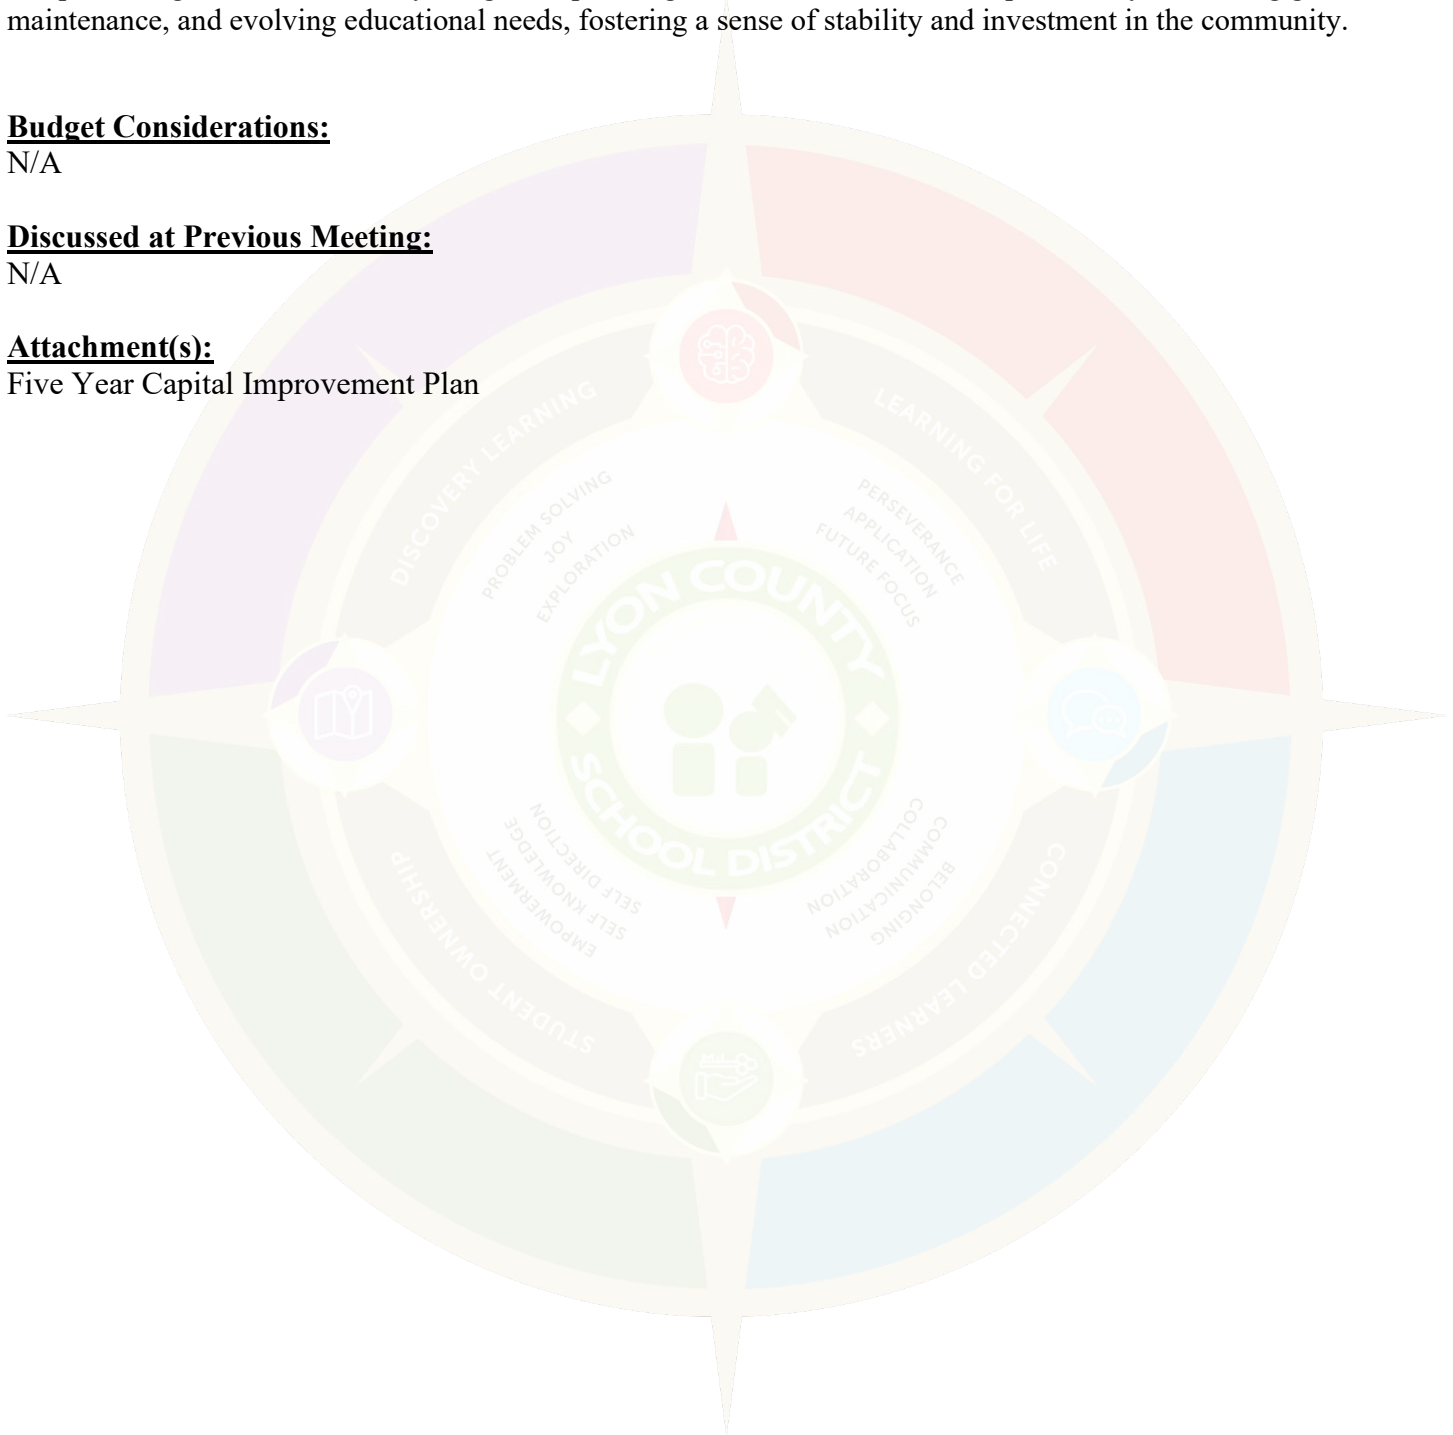 maintenance, and evolving educational needs, fostering a sense of stability and investment in the community.
Budget Considerations:
N/A
Discussed at Previous Meeting:
N/A
Attachment(s):
Five Year Capital Improvement Plan
DISCOVERY LEARNING
LEARNING FOR LIFE
PROBLEM SOLVING
JOY
EXPLORATION
PERSEVERANCE
APPLICATION
FUTURE FOCUS
LYON COUNTY
SCHOOL DISTRICT
SELF DIRECTION
SELF KNOWLEDGE
EMPOWERMENT
COLLABORATION
COMMUNICATION
BELONGING
STUDENT OWNERSHIP
CONNECTED LEARNERS